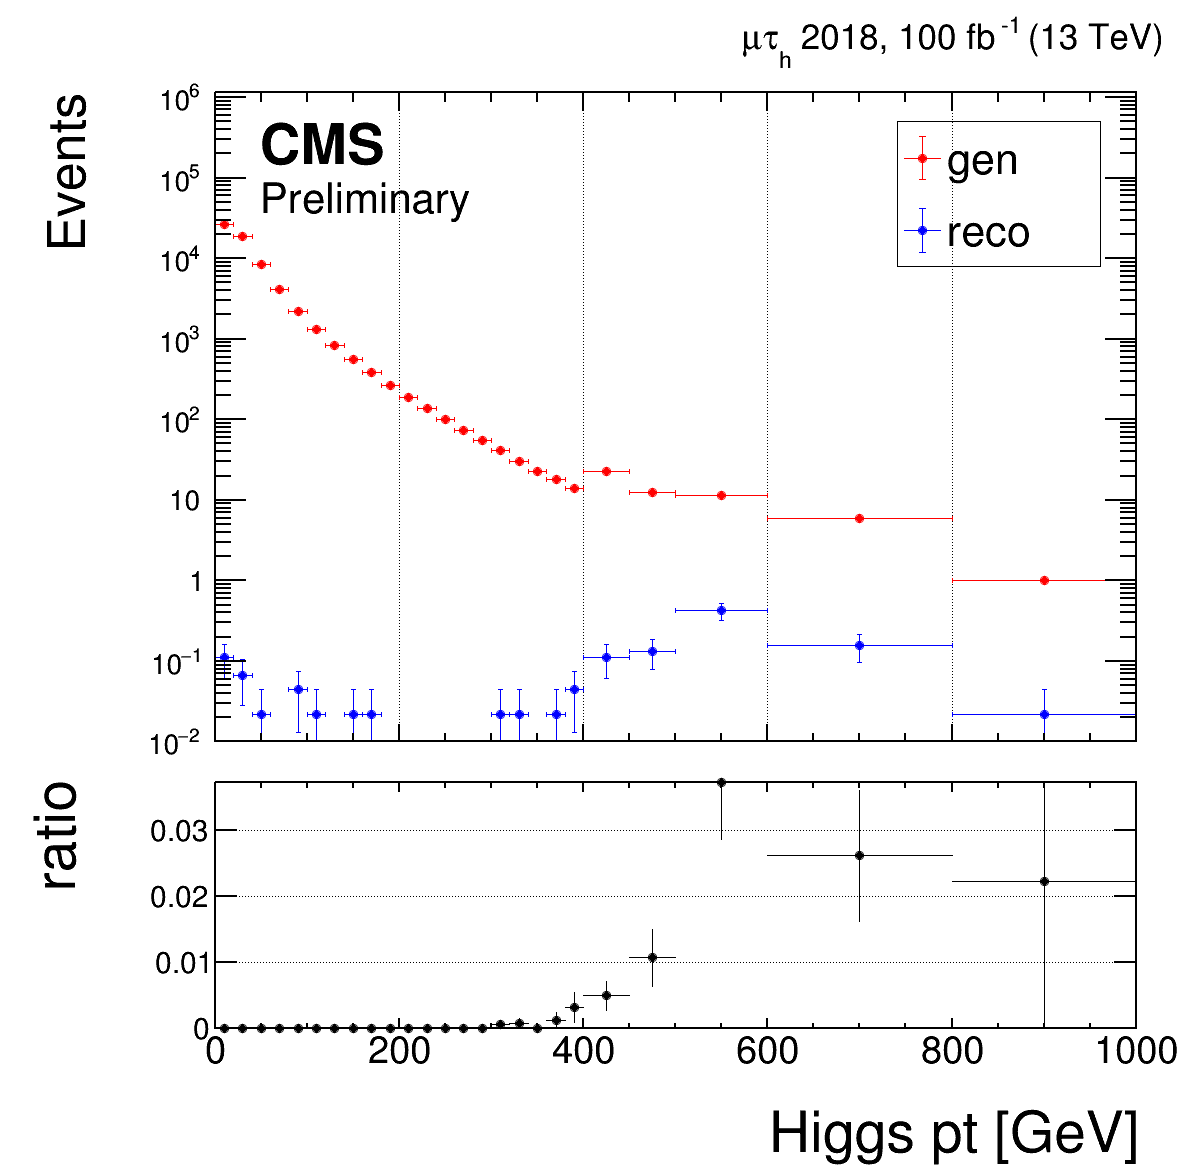 μτh 2018, 100 fb-1 (13 TeV)
Events
CMS
Preliminary
gen
reco
10^6
10^5
10^4
10^3
10^2
10
1
10^−1
10^−2
ratio
0.03
0.02
0.01
0
0 200 400 600 800 1000
Higgs pt [GeV]